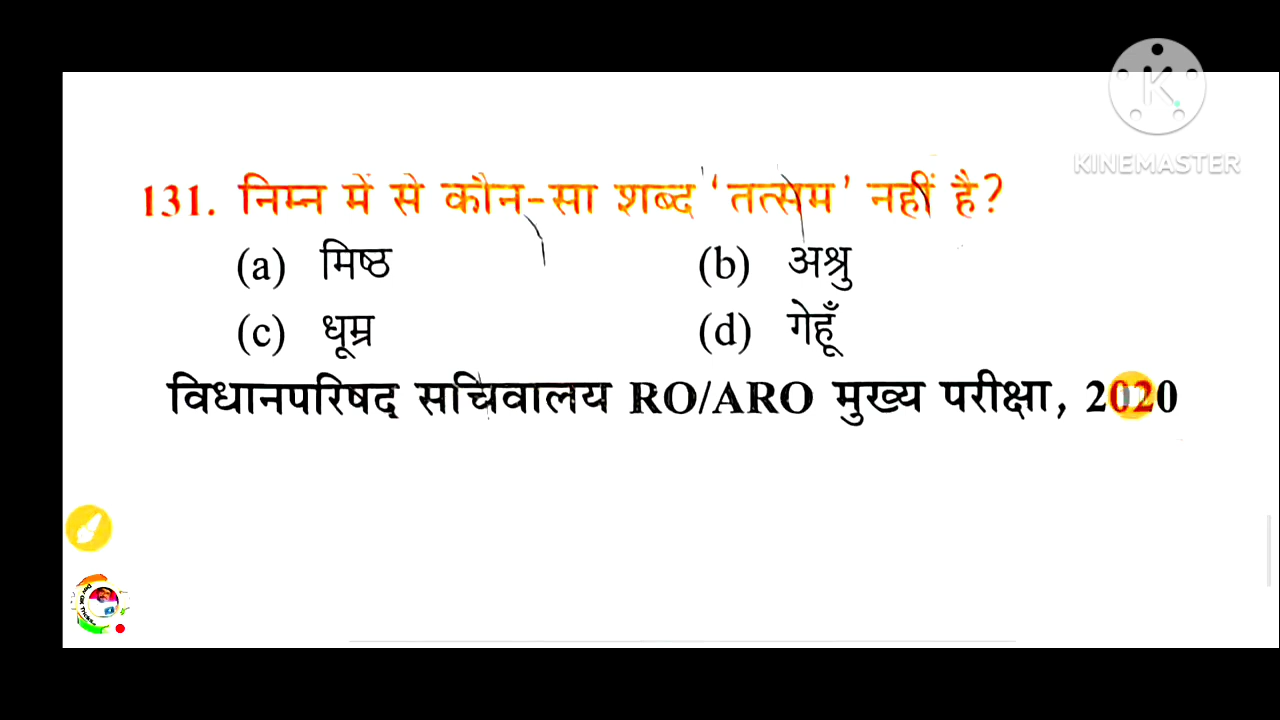 KINEMASTER
131. निम्न में से कौन-सा शब्द ‘तत्सम’ नहीं है?
(a) मिष्ठ (b) अश्रु
(c) धूम्र (d) गेहूँ
विधानपरिषद सचिवालय RO/ARO मुख्य परीक्षा, 2020